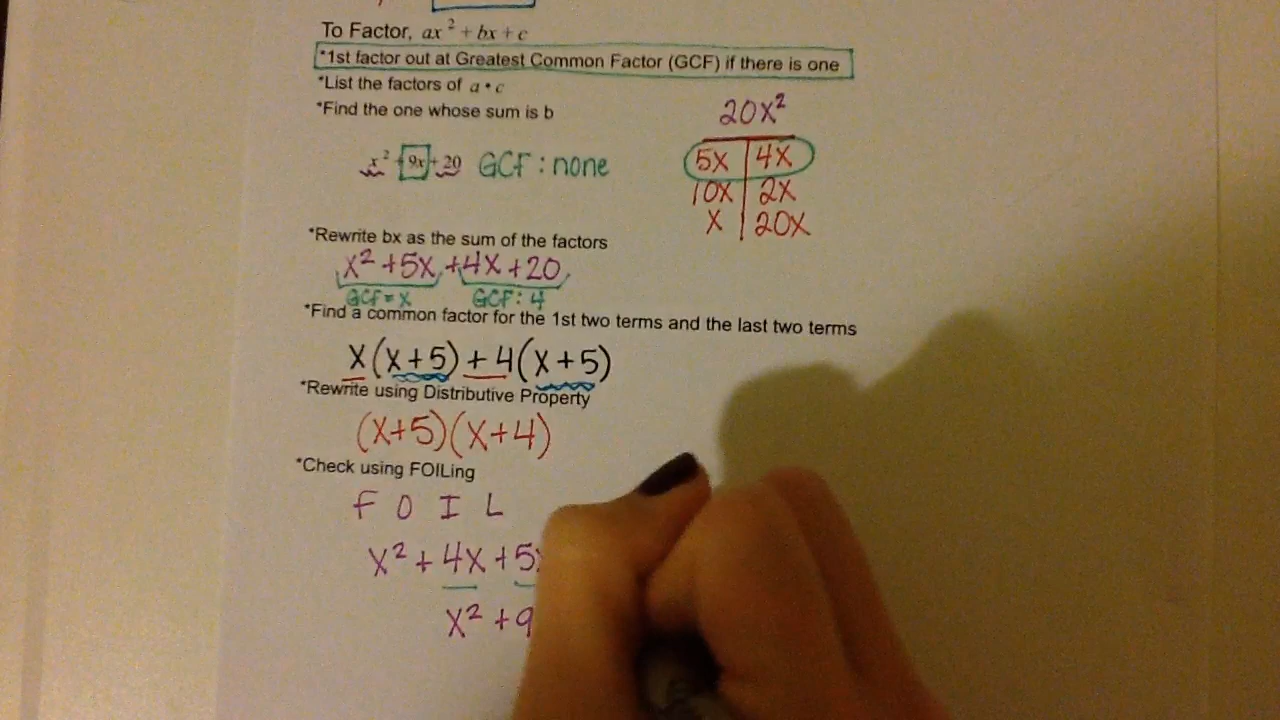 To Factor, ax² + bx + c
*1st factor out at Greatest Common Factor (GCF) if there is one
*List the factors of a • c
*Find the one whose sum is b
20x²
x² + 9x + 20 GCF : none
5x | 4x
10x | 2x
x | 20x
*Rewrite bx as the sum of the factors
x² + 5x + 4x + 20
GCF = x GCF : 4
*Find a common factor for the 1st two terms and the last two terms
x(x+5) + 4(x+5)
*Rewrite using Distributive Property
(x+5)(x+4)
*Check using FOILing
F O I L
x² + 4x + 5
x² + 9